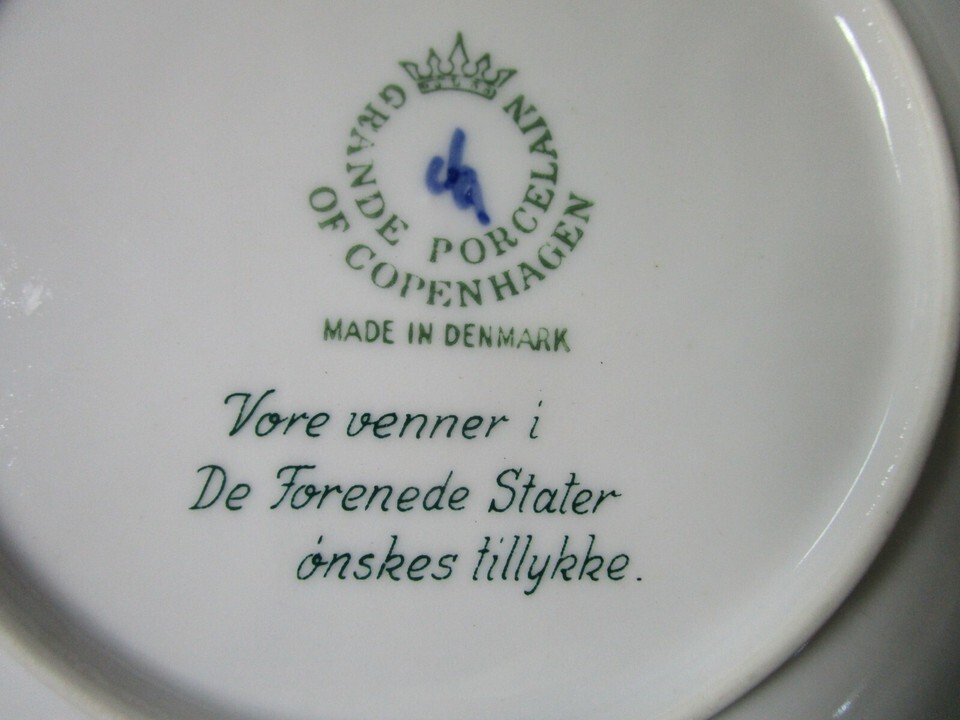 GRANDE PORCELAIN
OF COPENHAGEN
MADE IN DENMARK
Vore venner i
De Forenede Stater
ónskes tillykke.